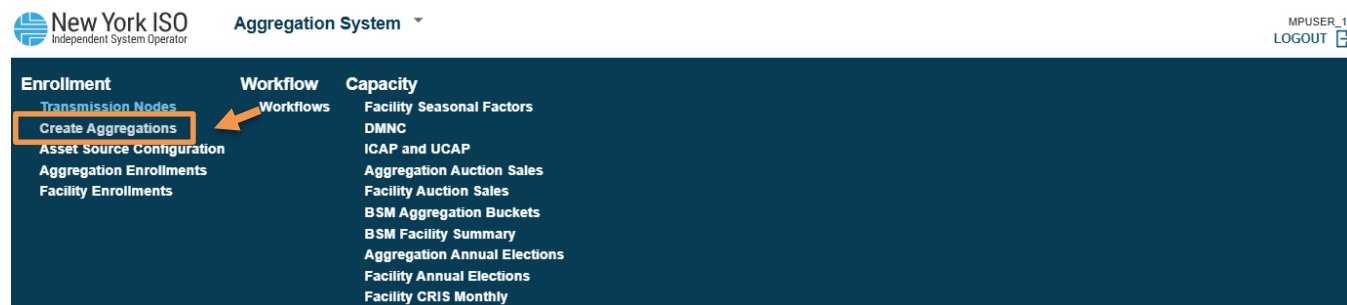 New York ISO
Independent System Operator
Aggregation System
MPUSER_1
LOGOUT
Enrollment
Transmission Nodes
Create Aggregations
Asset Source Configuration
Aggregation Enrollments
Facility Enrollments
Workflow
Workflows
Capacity
Facility Seasonal Factors
DMNC
ICAP and UCAP
Aggregation Auction Sales
Facility Auction Sales
BSM Aggregation Buckets
BSM Facility Summary
Aggregation Annual Elections
Facility Annual Elections
Facility CRIS Monthly